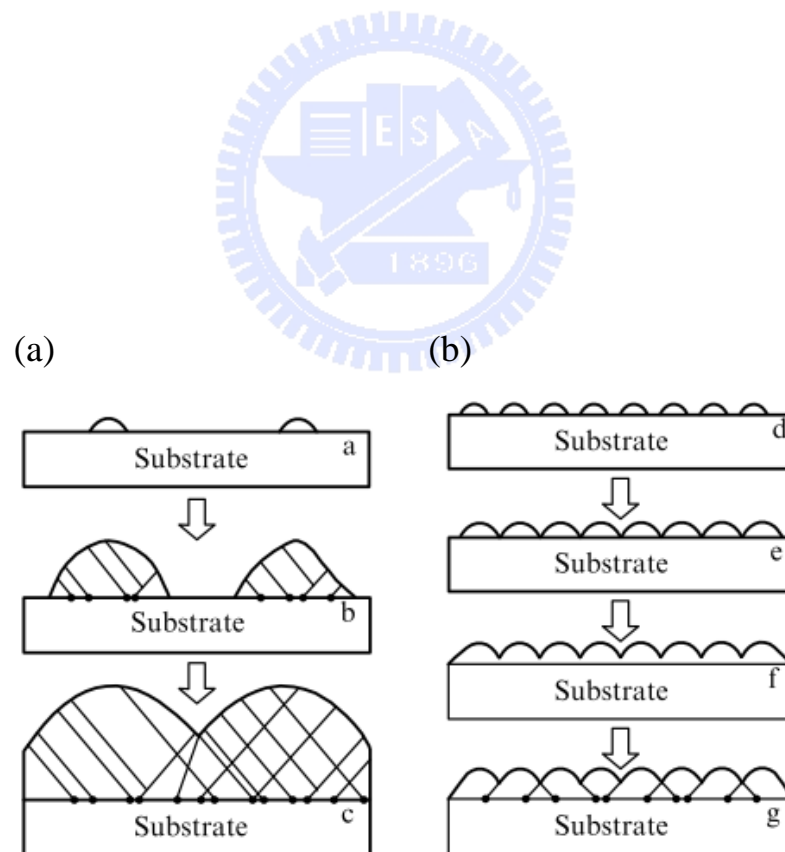 E S A
1896
(a)
(b)
Substrate a
Substrate b
Substrate c
Substrate d
Substrate e
Substrate f
Substrate g